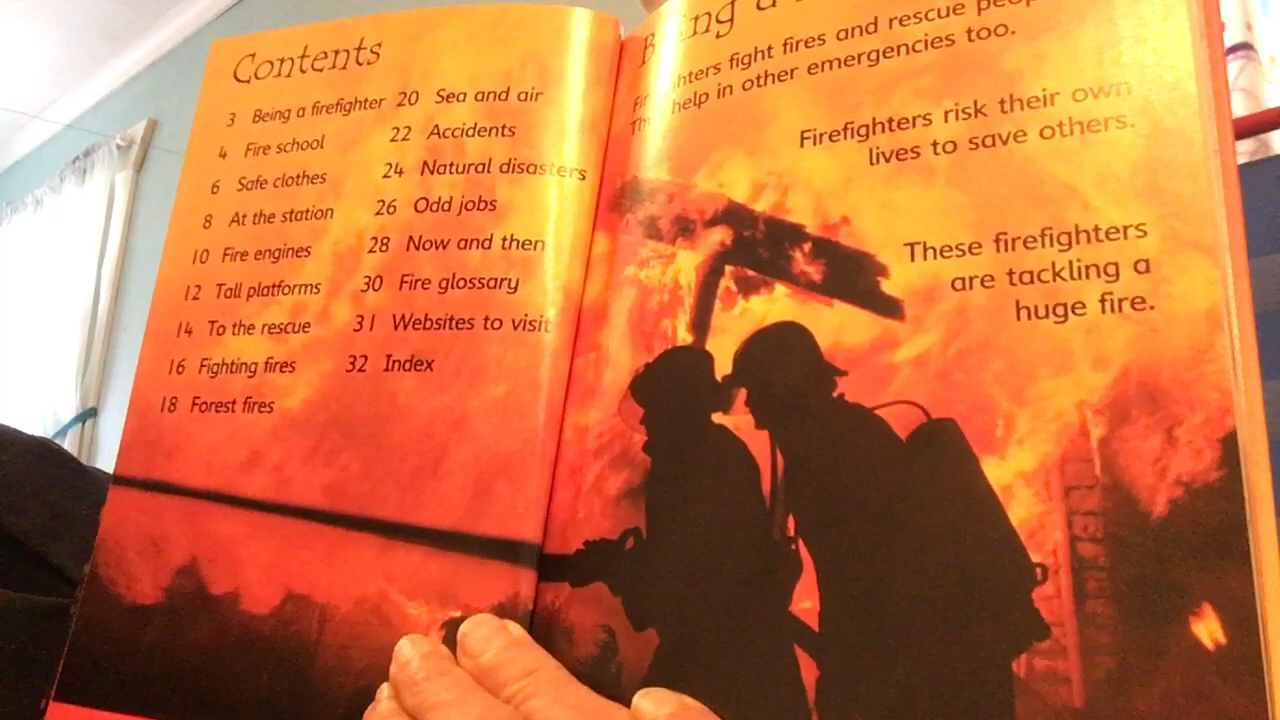 Contents
3 Being a firefighter
4 Fire school
6 Safe clothes
8 At the station
10 Fire engines
12 Tall platforms
14 To the rescue
16 Fighting fires
18 Forest fires
20 Sea and air
22 Accidents
24 Natural disasters
26 Odd jobs
28 Now and then
30 Fire glossary
31 Websites to visit
32 Index
fight fires and rescue
help in other emergencies too.
Firefighters risk their own
lives to save others.
These firefighters
are tackling a
huge fire.